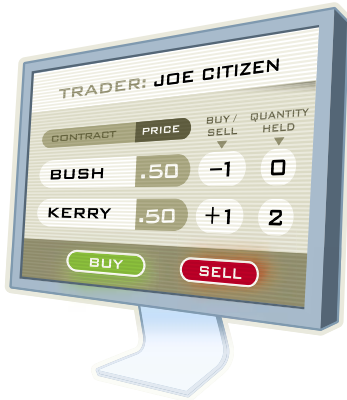 TRADER: JOE CITIZEN
CONTRACT PRICE BUY / SELL QUANTITY HELD
BUSH .50 −1 0
KERRY .50 +1 2
BUY SELL